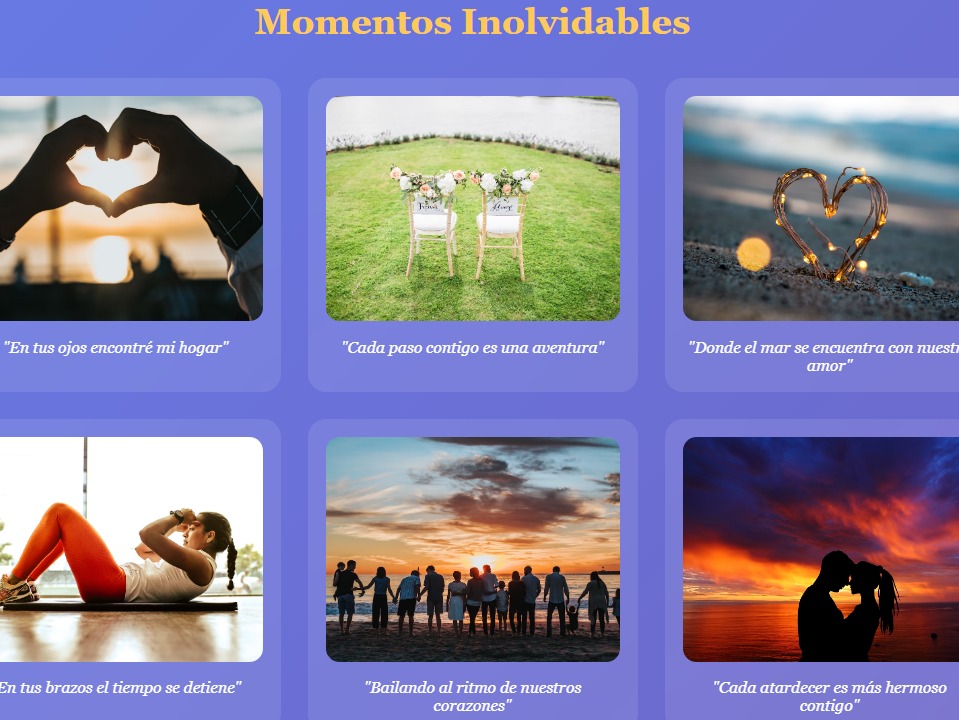 Momentos Inolvidables
"En tus ojos encontré mi hogar"
"Cada paso contigo es una aventura"
"Donde el mar se encuentra con nuestr
amor"
En tus brazos el tiempo se detiene"
"Bailando al ritmo de nuestros
corazones"
"Cada atardecer es más hermoso
contigo"